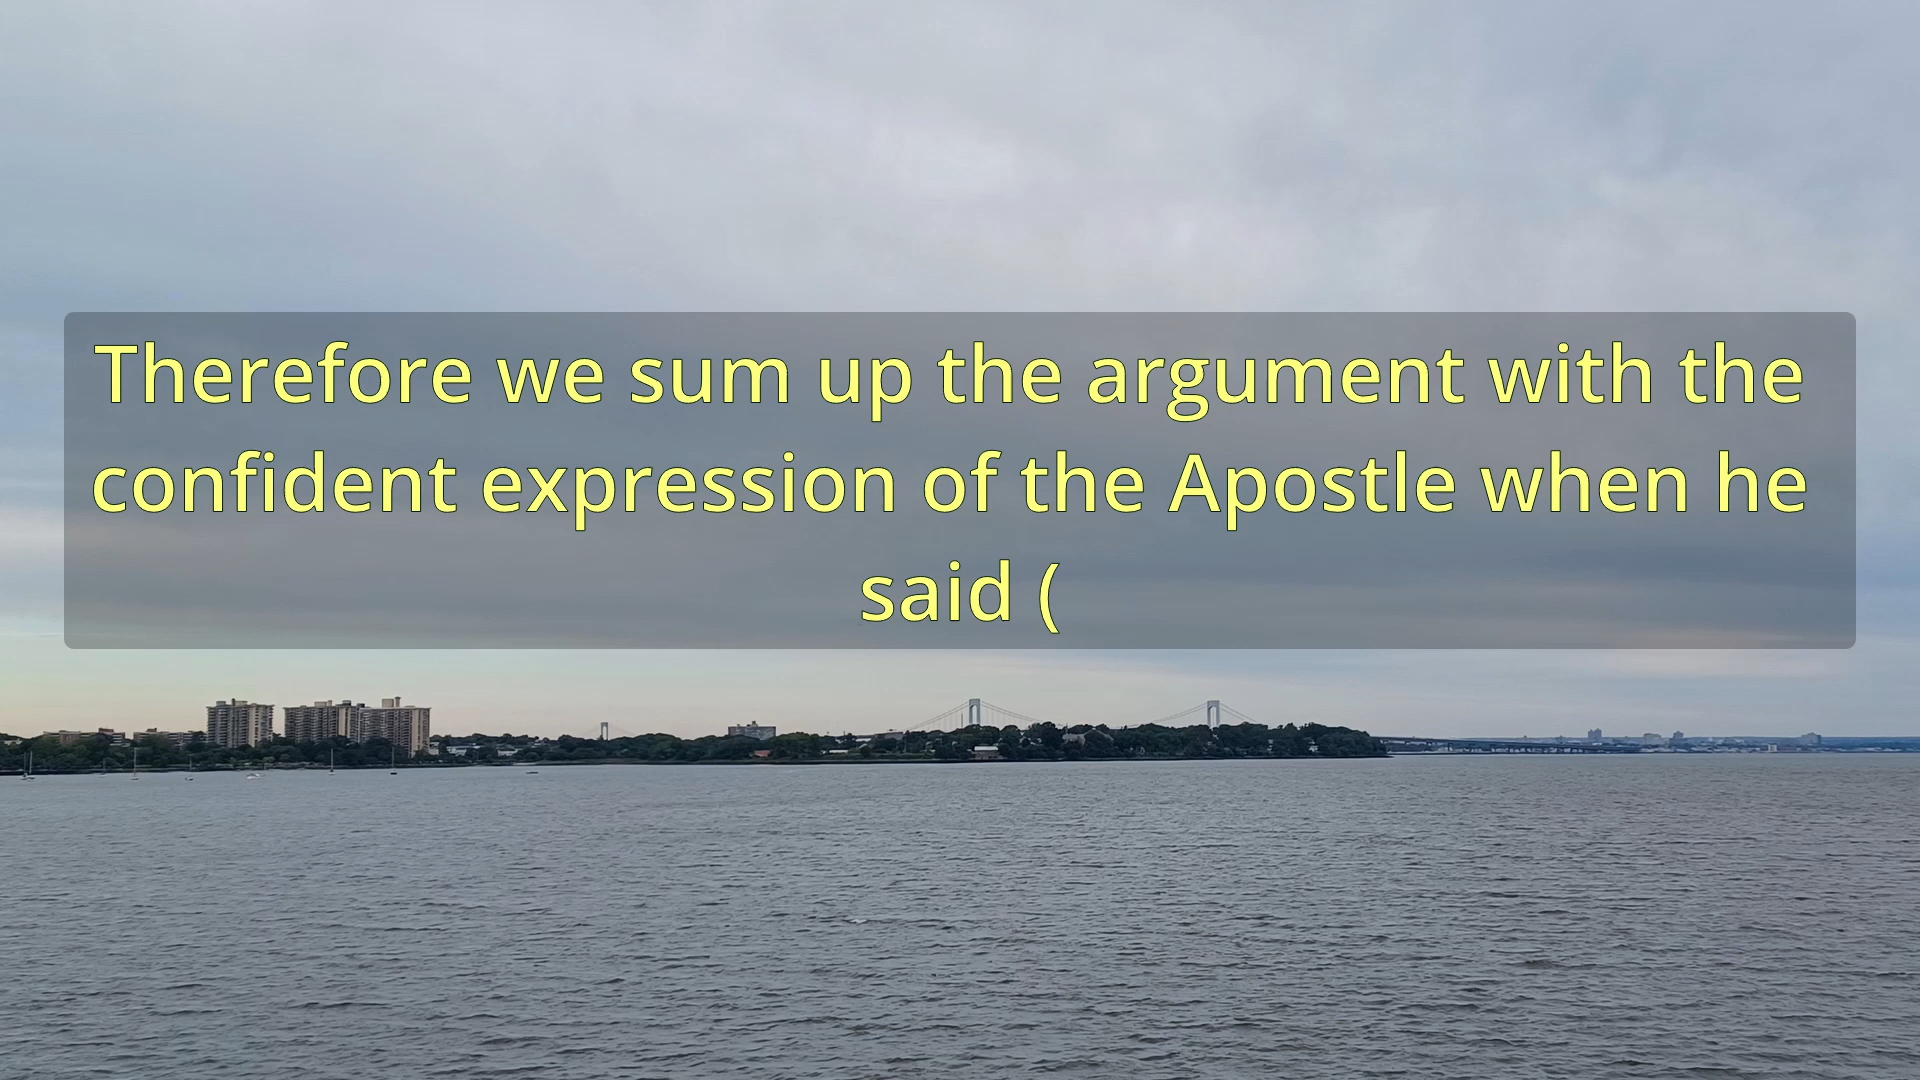 Therefore we sum up the argument with the
confident expression of the Apostle when he
said (